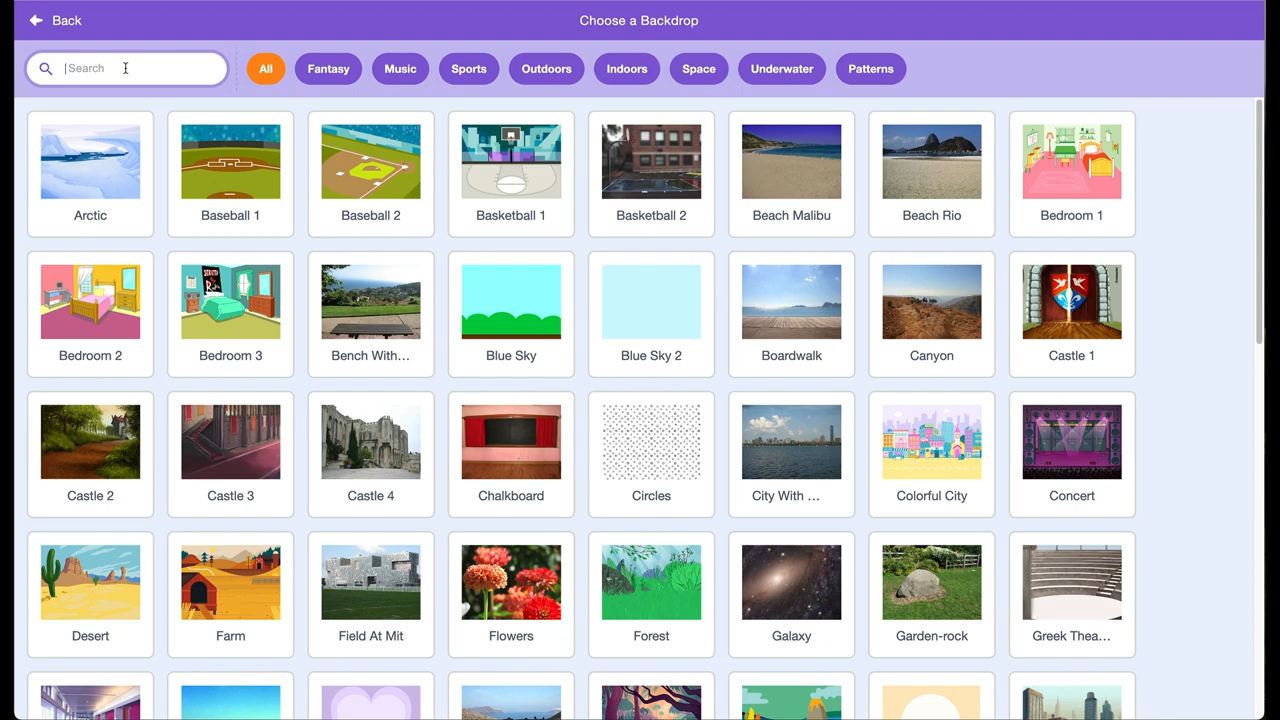 Back
Choose a Backdrop
Search
All
Fantasy
Music
Sports
Outdoors
Indoors
Space
Underwater
Patterns
Arctic
Baseball 1
Baseball 2
Basketball 1
Basketball 2
Beach Malibu
Beach Rio
Bedroom 1
Bedroom 2
Bedroom 3
Bench With...
Blue Sky
Blue Sky 2
Boardwalk
Canyon
Castle 1
Castle 2
Castle 3
Castle 4
Chalkboard
Circles
City With ...
Colorful City
Concert
Desert
Farm
Field At Mit
Flowers
Forest
Galaxy
Garden-rock
Greek Thea...